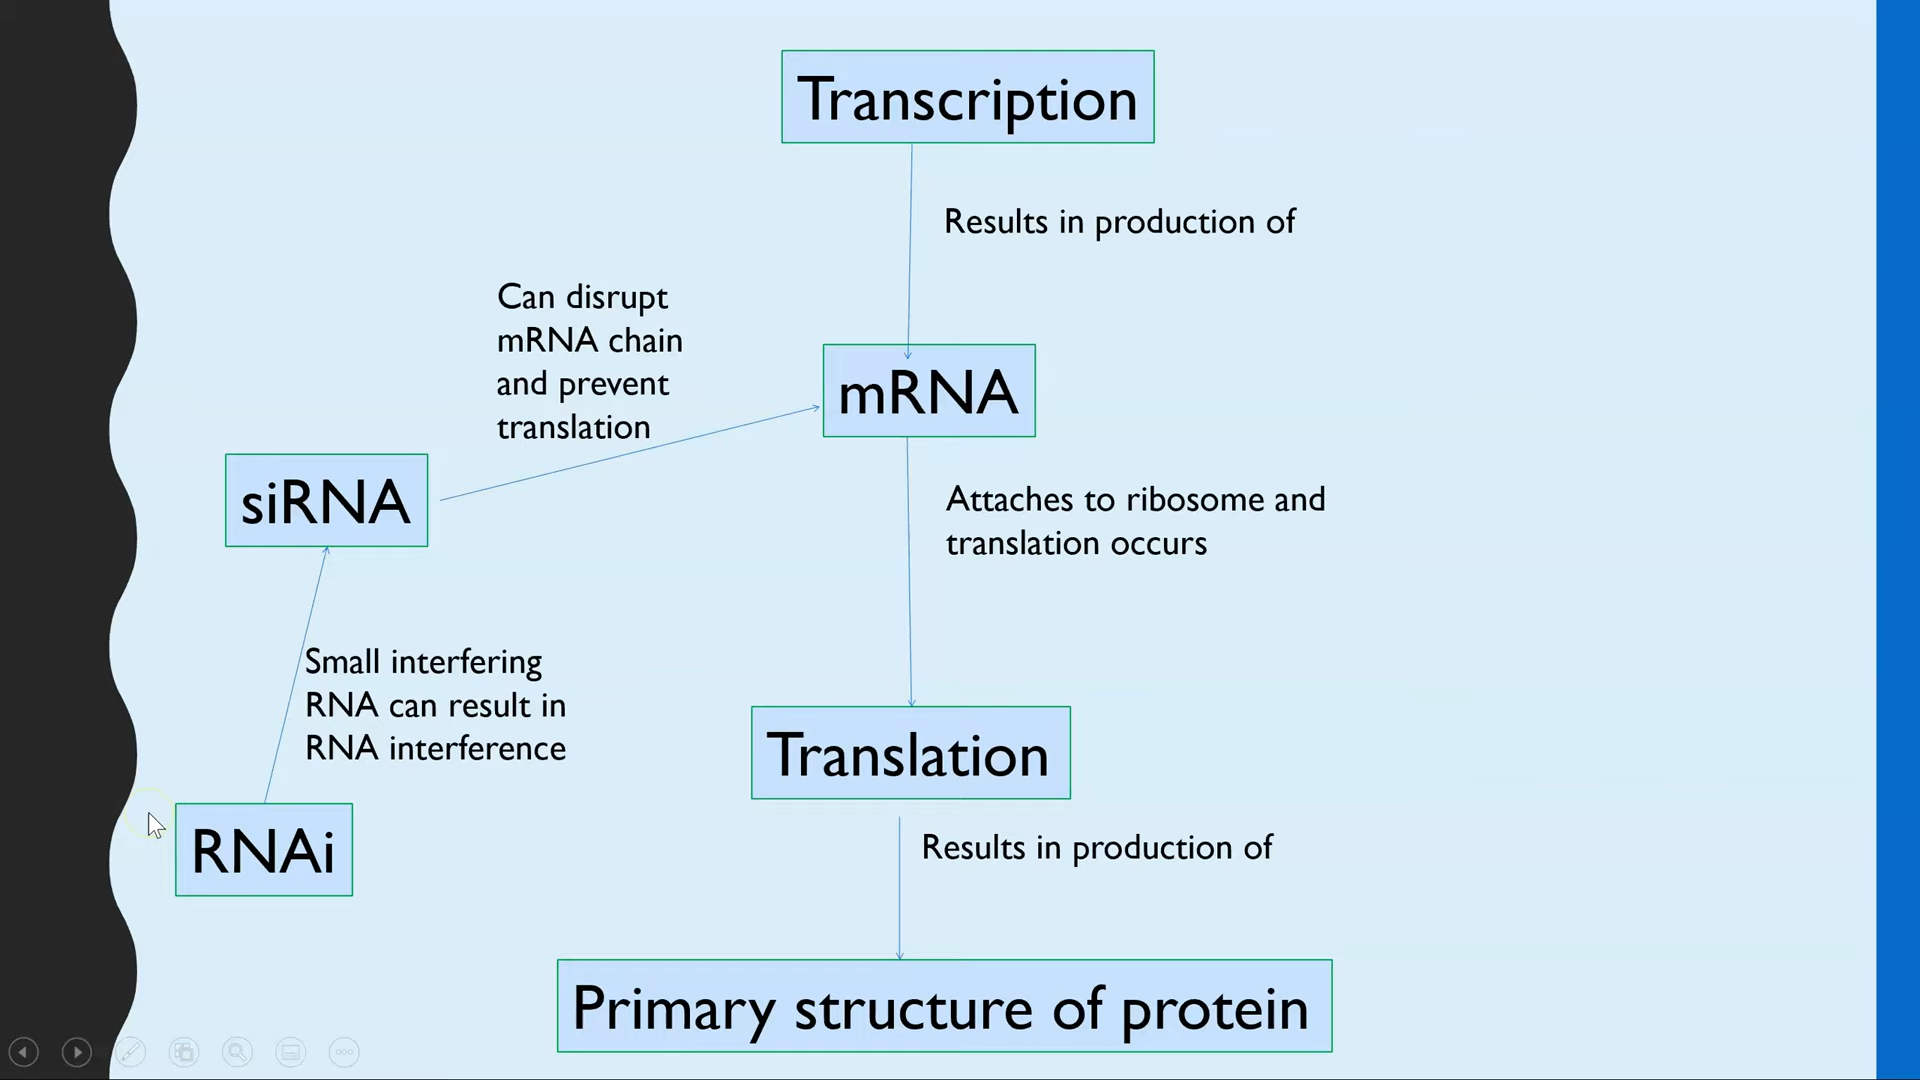 Transcription
Results in production of
Can disrupt
mRNA chain
and prevent
translation
mRNA
siRNA
Attaches to ribosome and
translation occurs
Small interfering
RNA can result in
RNA interference
Translation
RNAi
Results in production of
Primary structure of protein